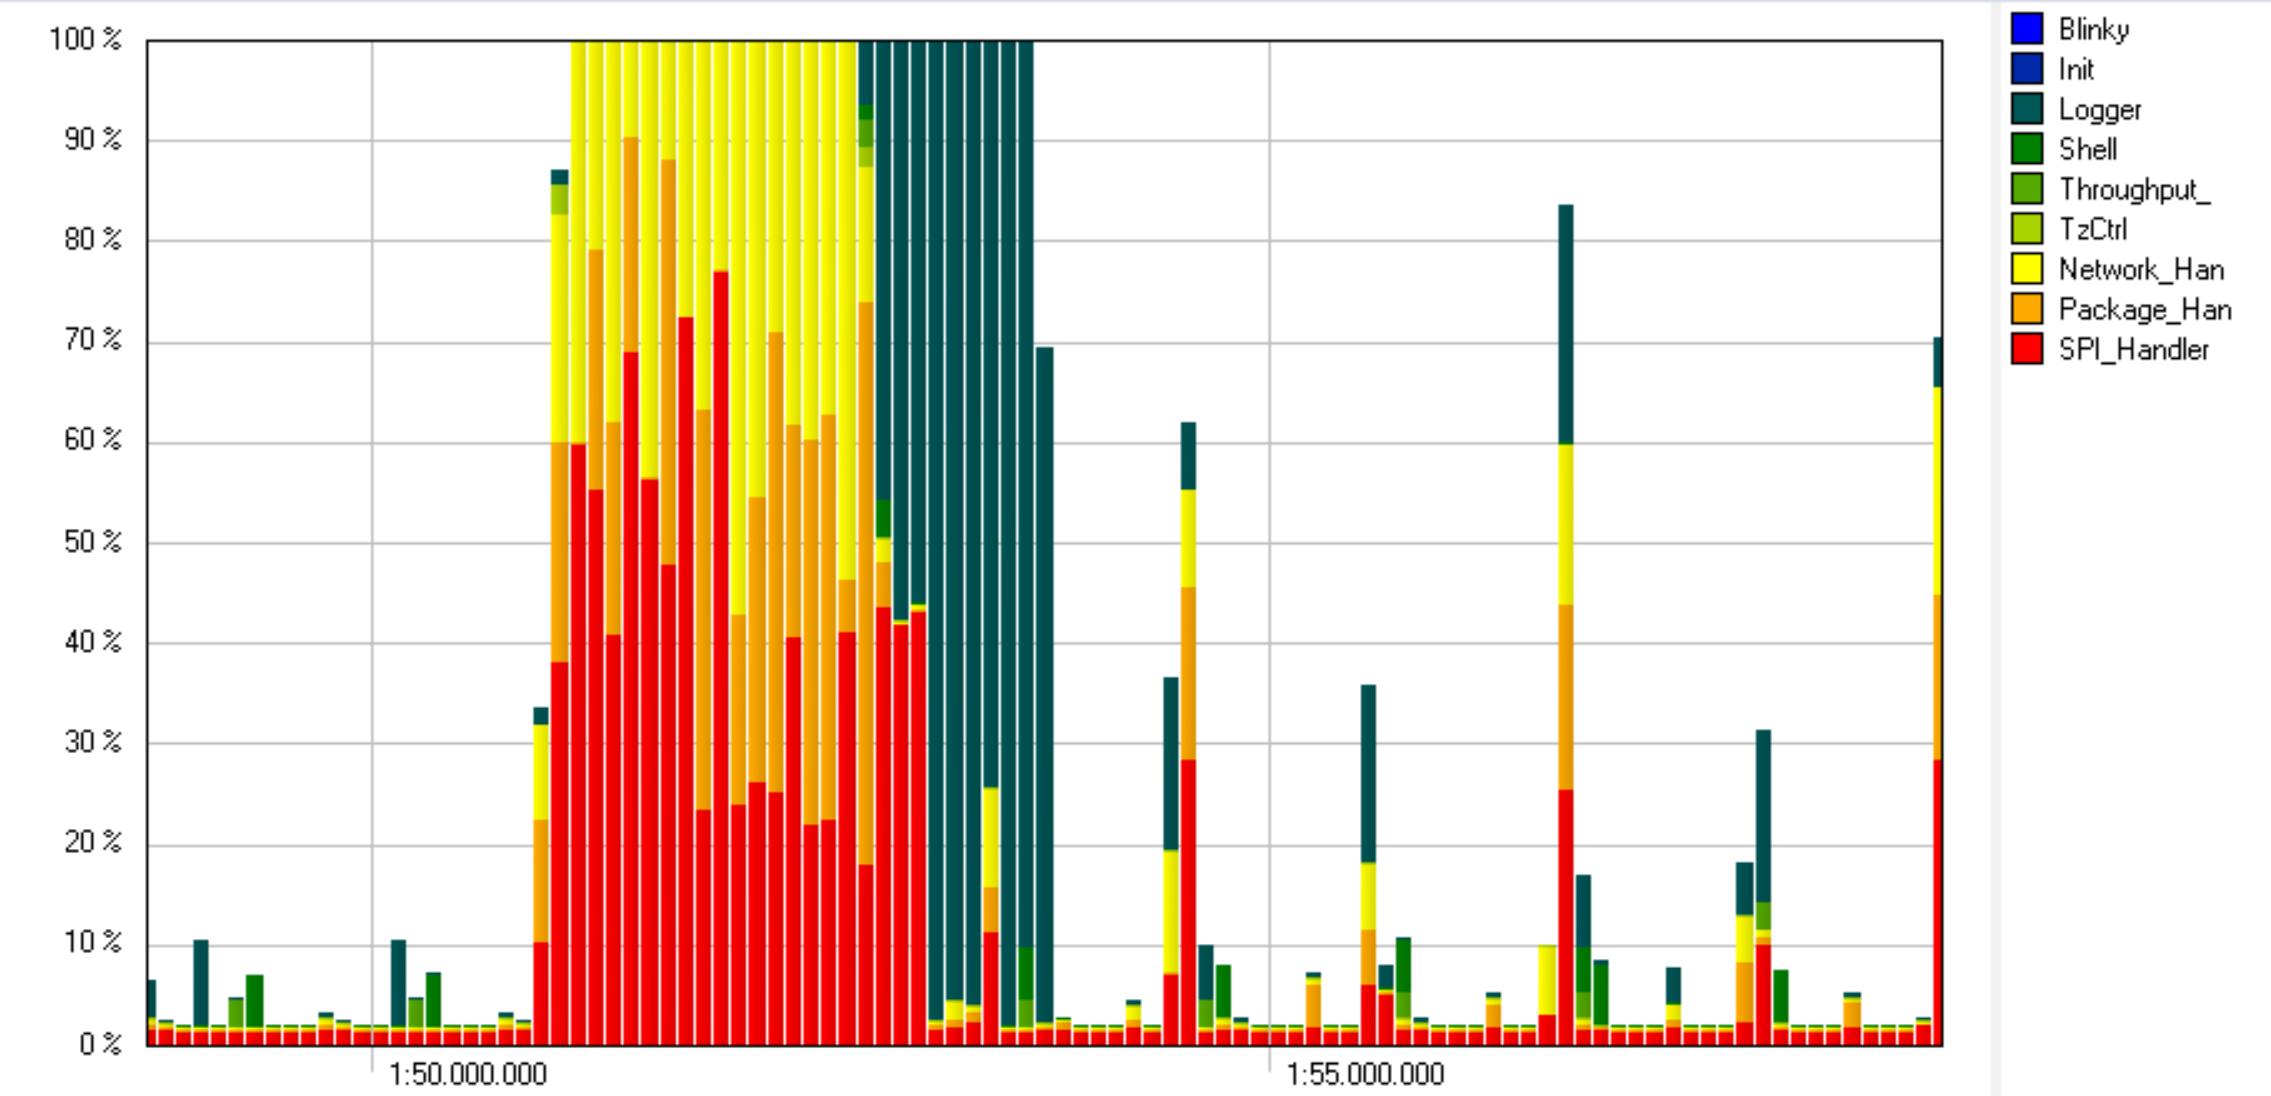 100 %
90 %
80 %
70 %
60 %
50 %
40 %
30 %
20 %
10 %
0 %
1:50.000.000
1:55.000.000
Blinky
Init
Logger
Shell
Throughput_
TzCtrl
Network_Han
Package_Han
SPI_Handler